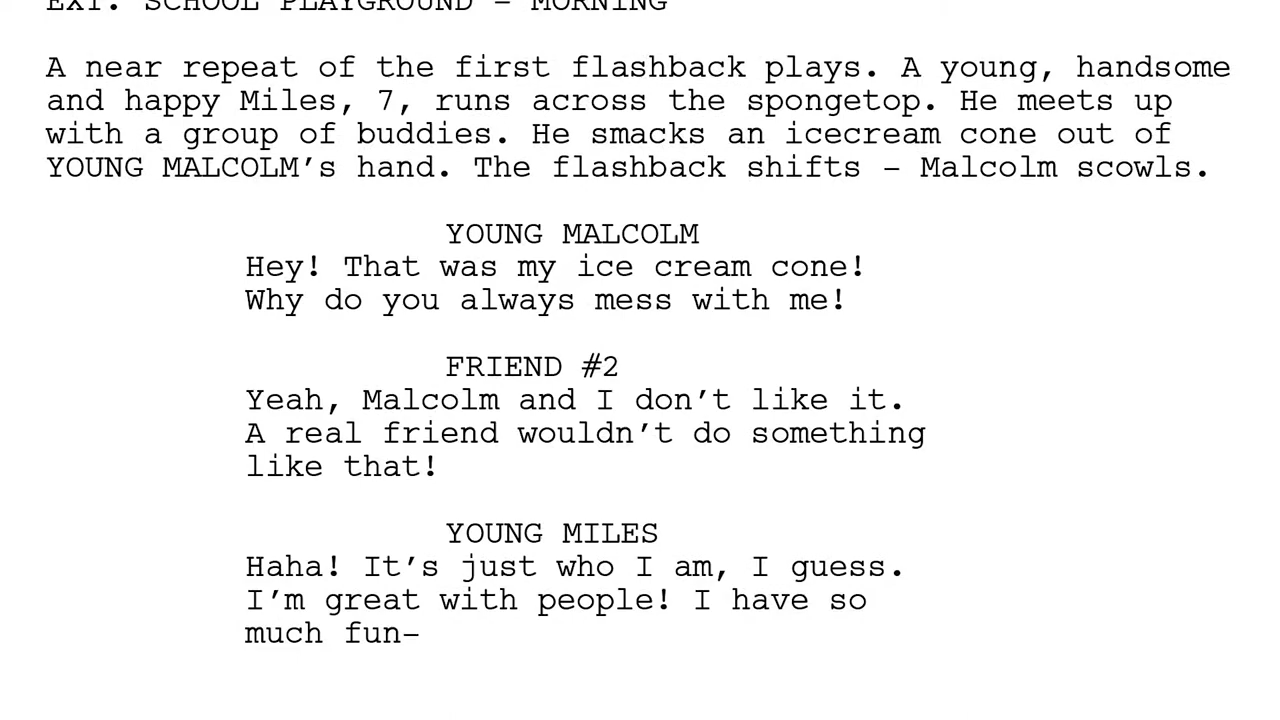 EXT. SCHOOL PLAYGROUND – MORNING
A near repeat of the first flashback plays. A young, handsome
and happy Miles, 7, runs across the spongetop. He meets up
with a group of buddies. He smacks an icecream cone out of
YOUNG MALCOLM’s hand. The flashback shifts – Malcolm scowls.
YOUNG MALCOLM
Hey! That was my ice cream cone!
Why do you always mess with me!
FRIEND #2
Yeah, Malcolm and I don’t like it.
A real friend wouldn’t do something
like that!
YOUNG MILES
Haha! It’s just who I am, I guess.
I’m great with people! I have so
much fun–